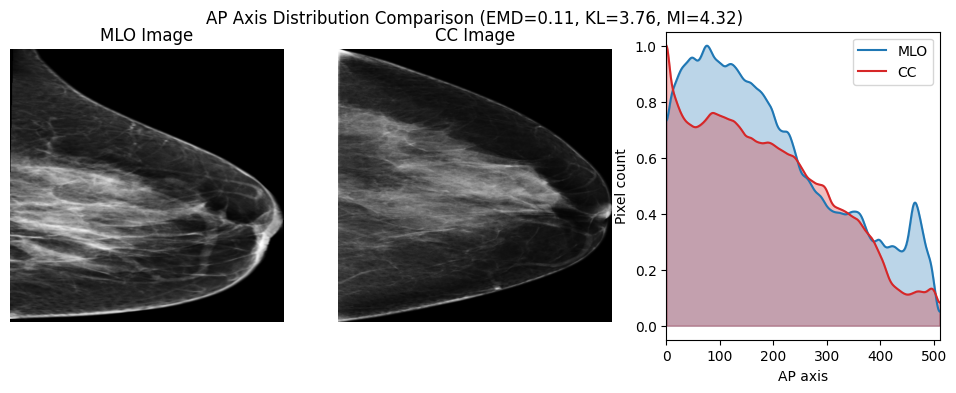 AP Axis Distribution Comparison (EMD=0.11, KL=3.76, MI=4.32)
MLO Image
CC Image
MLO
CC
1.0
0.8
0.6
0.4
0.2
0.0
Pixel count
0 100 200 300 400 500
AP axis